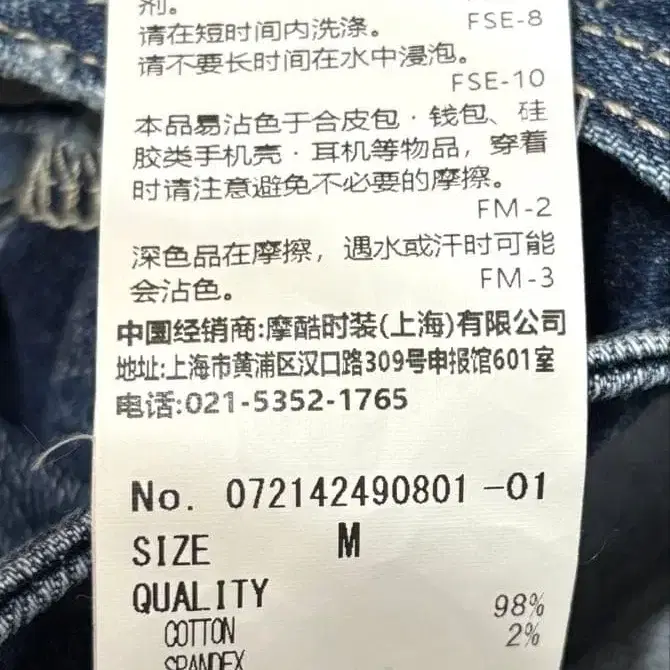 剂。
请在短时间内洗涤。
FSE-8
请不要长时间在水中浸泡。
FSE-10
本品易沾色于合皮包·钱包、硅
胶类手机壳·耳机等物品，穿着
时请注意避免不必要的摩擦。
FM-2
深色品在摩擦，遇水或汗时可能
会沾色。
FM-3
中国经销商:摩酷时装(上海)有限公司
地址:上海市黄浦区汉口路309号申报馆601室
电话:021-5352-1765
No. 072142490801-01
SIZE M
QUALITY
COTTON 98%
SPANDEX 2%